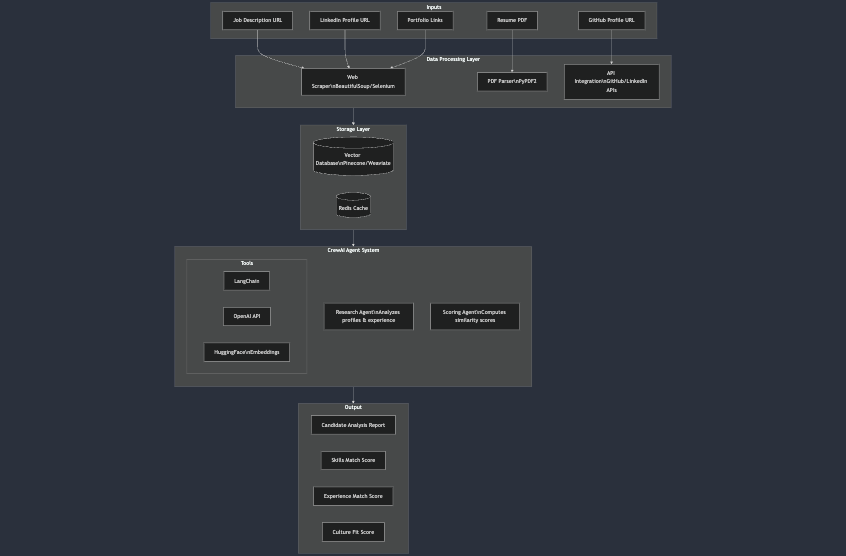 Inputs
Job Description URL
LinkedIn Profile URL
Portfolio Links
Resume PDF
GitHub Profile URL
Data Processing Layer
Web
Scraper\nBeautifulSoup/Selenium
PDF Parser\nPyPDF2
API
Integration\nGitHub/LinkedIn
APIs
Storage Layer
Vector
Database\nPinecone/Weaviate
Redis Cache
CrewAI Agent System
Tools
LangChain
OpenAI API
HuggingFace\nEmbeddings
Research Agent\nAnalyzes
profiles & experience
Scoring Agent\nComputes
similarity scores
Output
Candidate Analysis Report
Skills Match Score
Experience Match Score
Culture Fit Score